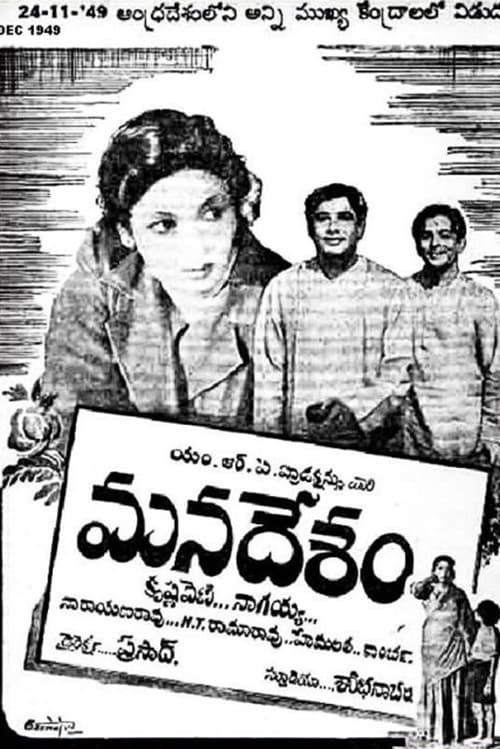 24-11-'49 ఆంధ్రదేశంలోని అన్ని ముఖ్య కేంద్రాలలో విడుద
DEC 1949
యం. ఆర్. ఏ. ప్రొడక్షన్సు వారి
మనదేశం
కృష్ణవేణి... నాగయ్య...
నారాయణరావు... N.T. రామారావు.. హేమలత.. కాంచన
డైరెక్టర్.... ప్రసాద్.
స్టూడియో.... శోభనాచల